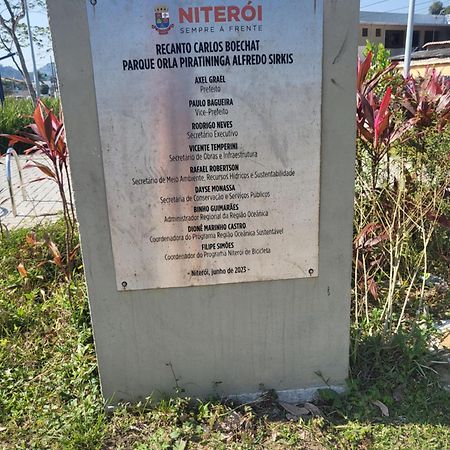 NITERÓI
SEMPRE À FRENTE
RECANTO CARLOS BOECHAT
PARQUE ORLA PIRATININGA ALFREDO SIRKIS
AXEL GRAEL
Prefeito
PAULO BAGUEIRA
Vice-Prefeito
RODRIGO NEVES
Secretário Executivo
VICENTE TEMPERINI
Secretário de Obras e Infraestrutura
RAFAEL ROBERTSON
Secretário de Meio Ambiente, Recursos Hídricos e Sustentabilidade
DAYSE MONASSA
Secretária de Conservação e Serviços Públicos
BINHO GUIMARÃES
Administrador Regional da Região Oceânica
DIONÊ MARINHO CASTRO
Coordenadora do Programa Região Oceânica Sustentável
FILIPE SIMÕES
Coordenador do Programa Niterói de Bicicleta
- Niterói, junho de 2023 -